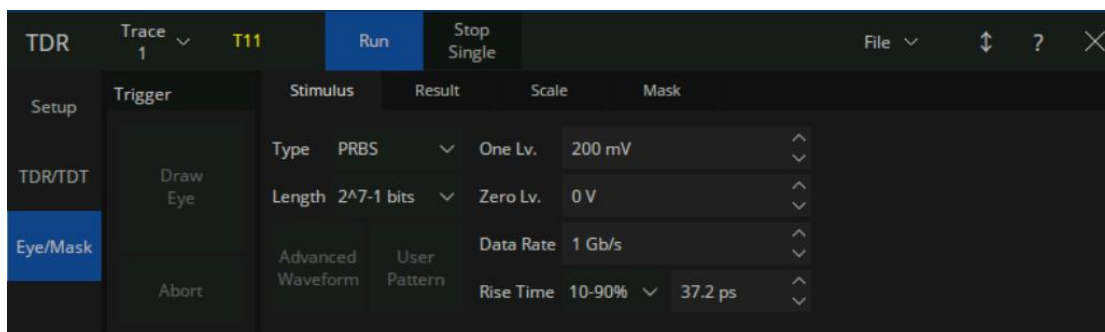 TDR
Trace
1
T11
Run
Stop
Single
File
?
Setup
TDR/TDT
Eye/Mask
Trigger
Draw
Eye
Abort
Stimulus Result Scale Mask
Type PRBS One Lv. 200 mV
Length 2^7-1 bits Zero Lv. 0 V
Advanced
Waveform
User
Pattern
Data Rate 1 Gb/s
Rise Time 10-90% 37.2 ps